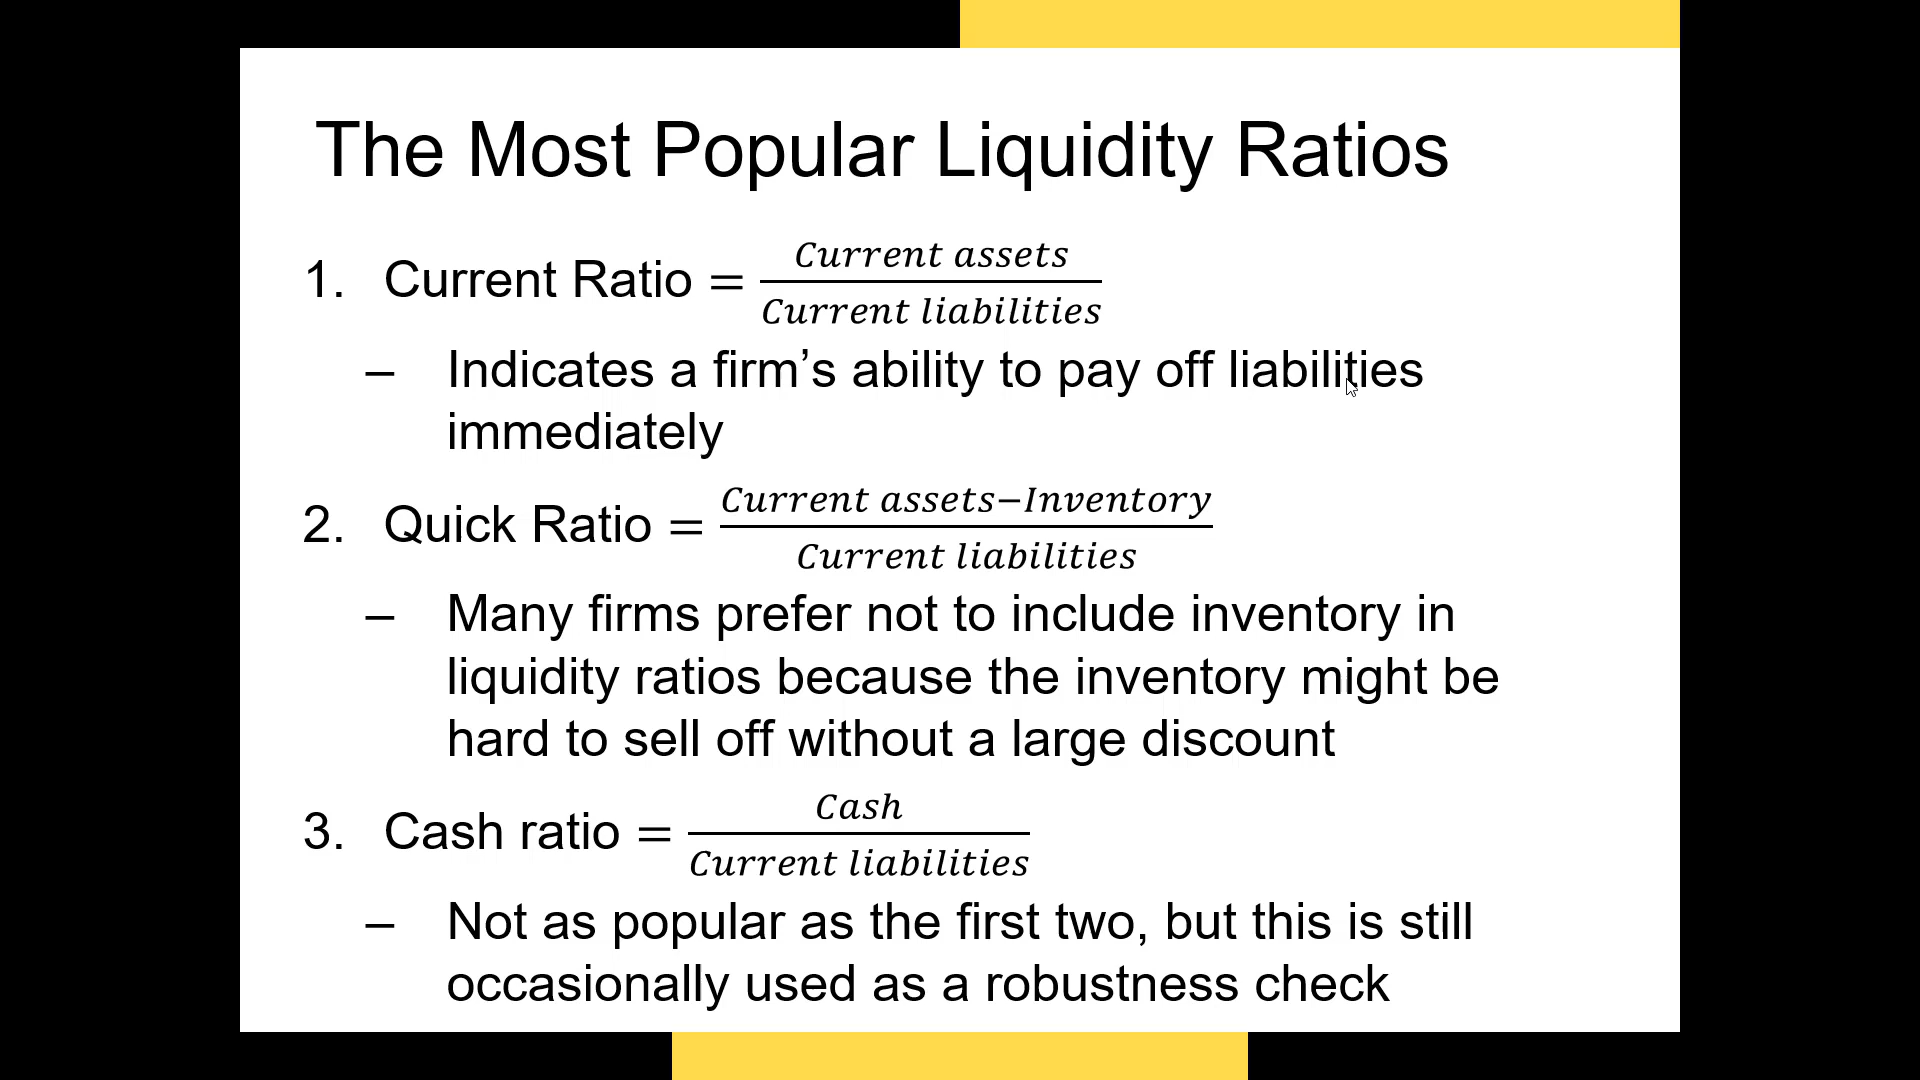 The Most Popular Liquidity Ratios
1. Current Ratio = Current assets / Current liabilities
– Indicates a firm’s ability to pay off liabilities
immediately
2. Quick Ratio = Current assets−Inventory / Current liabilities
– Many firms prefer not to include inventory in
liquidity ratios because the inventory might be
hard to sell off without a large discount
3. Cash ratio = Cash / Current liabilities
– Not as popular as the first two, but this is still
occasionally used as a robustness check